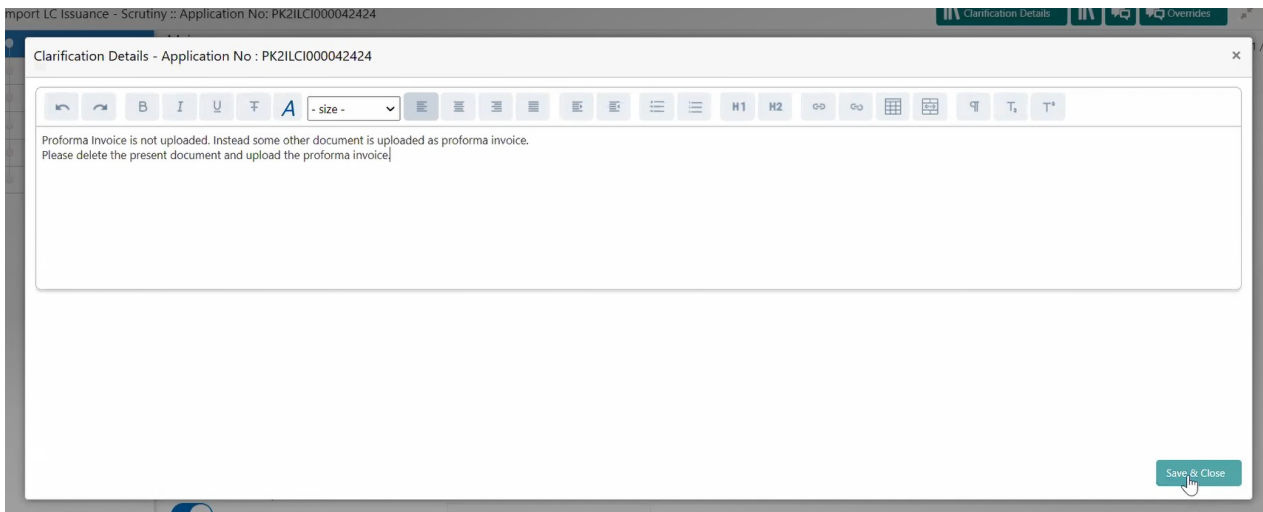 mport LC Issuance - Scrutiny :: Application No: PK2ILCI000042424
Clarification Details
Overrides
Clarification Details - Application No : PK2ILCI000042424
×
B I U T A - size - H1 H2 ¶ Tₛ Tˢ
Proforma Invoice is not uploaded. Instead some other document is uploaded as proforma invoice.
Please delete the present document and upload the proforma invoice.
Save & Close